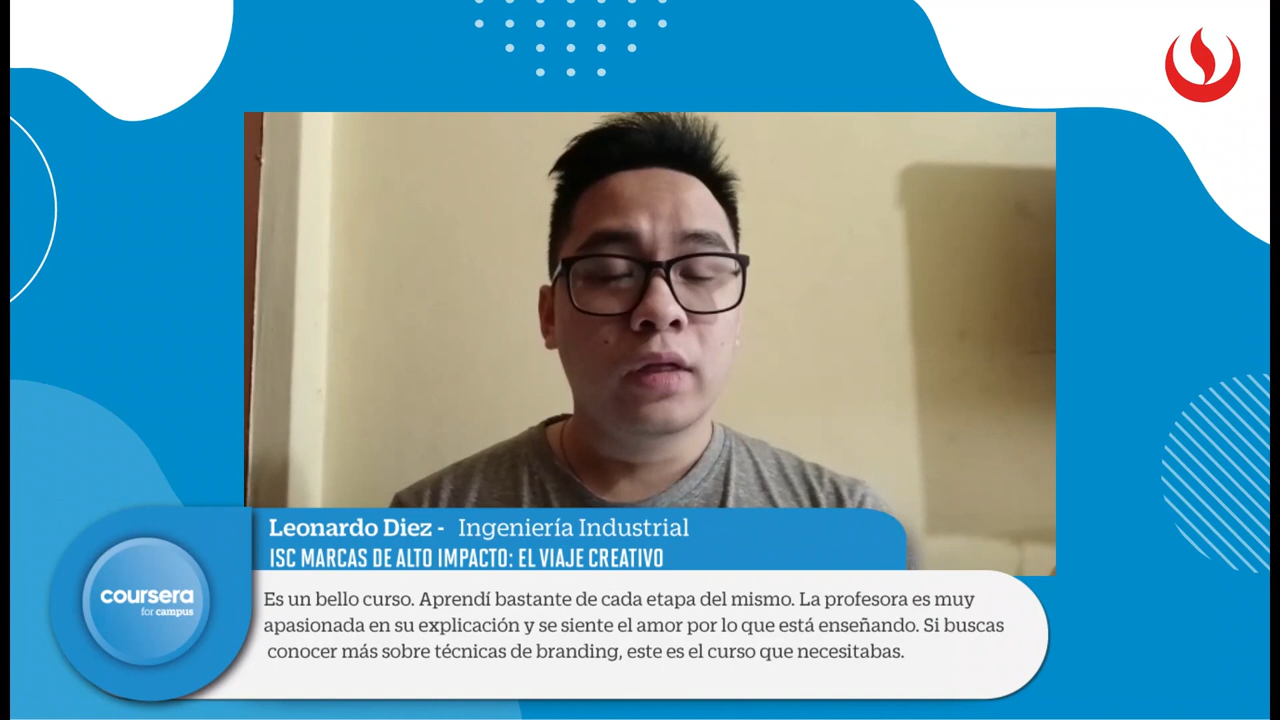 Leonardo Diez - Ingeniería Industrial
ISC MARCAS DE ALTO IMPACTO: EL VIAJE CREATIVO
coursera
for campus
Es un bello curso. Aprendí bastante de cada etapa del mismo. La profesora es muy
apasionada en su explicación y se siente el amor por lo que está enseñando. Si buscas
conocer más sobre técnicas de branding, este es el curso que necesitabas.